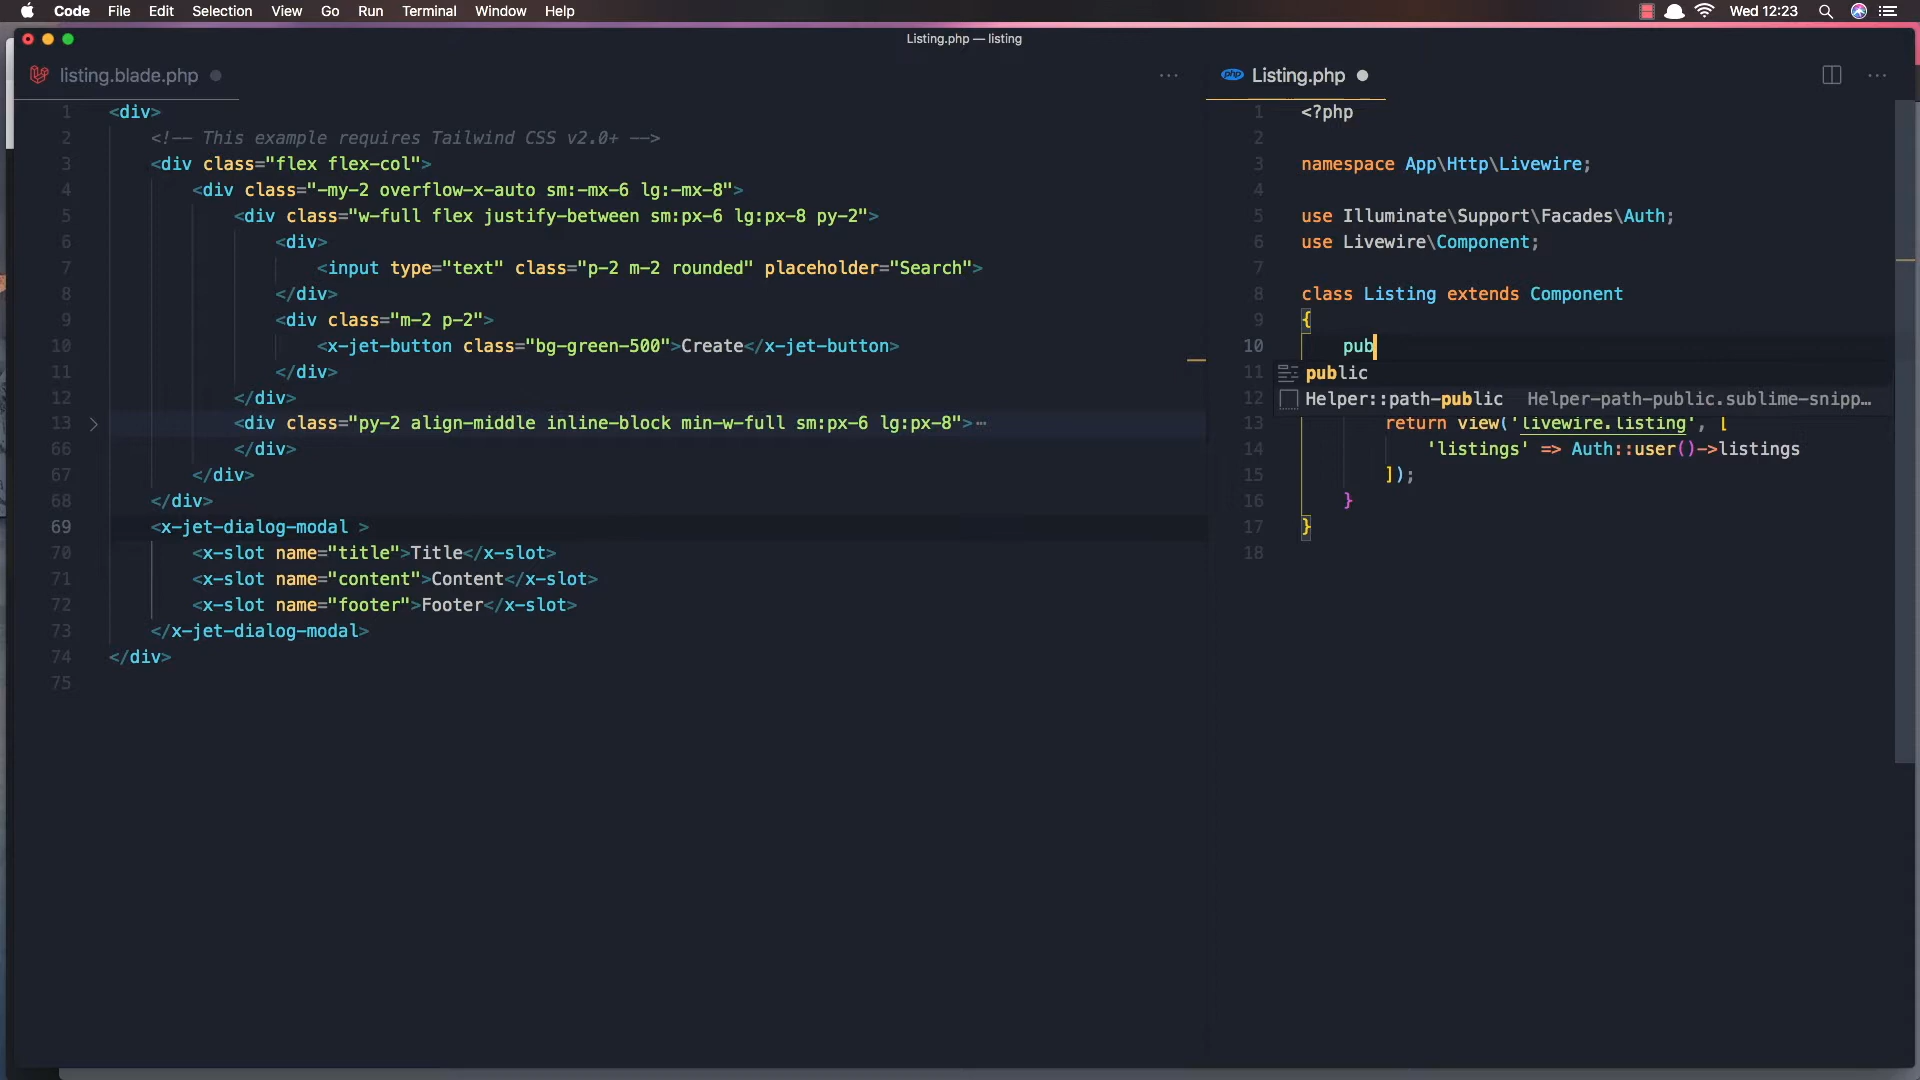 Code File Edit Selection View Go Run Terminal Window Help Wed 12:23
Listing.php — listing
listing.blade.php
1 <div>
2 <!-- This example requires Tailwind CSS v2.0+ -->
3 <div class="flex flex-col">
4 <div class="-my-2 overflow-x-auto sm:-mx-6 lg:-mx-8">
5 <div class="w-full flex justify-between sm:px-6 lg:px-8 py-2">
6 <div>
7 <input type="text" class="p-2 m-2 rounded" placeholder="Search">
8 </div>
9 <div class="m-2 p-2">
10 <x-jet-button class="bg-green-500">Create</x-jet-button>
11 </div>
12 </div>
13 <div class="py-2 align-middle inline-block min-w-full sm:px-6 lg:px-8">⋯
66 </div>
67 </div>
68 </div>
69 <x-jet-dialog-modal >
70 <x-slot name="title">Title</x-slot>
71 <x-slot name="content">Content</x-slot>
72 <x-slot name="footer">Footer</x-slot>
73 </x-jet-dialog-modal>
74 </div>
75
php Listing.php
1 <?php
2
3 namespace App\Http\Livewire;
4
5 use Illuminate\Support\Facades\Auth;
6 use Livewire\Component;
7
8 class Listing extends Component
9 {
10 pub
11 public
12 Helper::path-public Helper-path-public.sublime-snipp…
13 return view('livewire.listing', [
14 'listings' => Auth::user()->listings
15 ]);
16 }
17 }
18